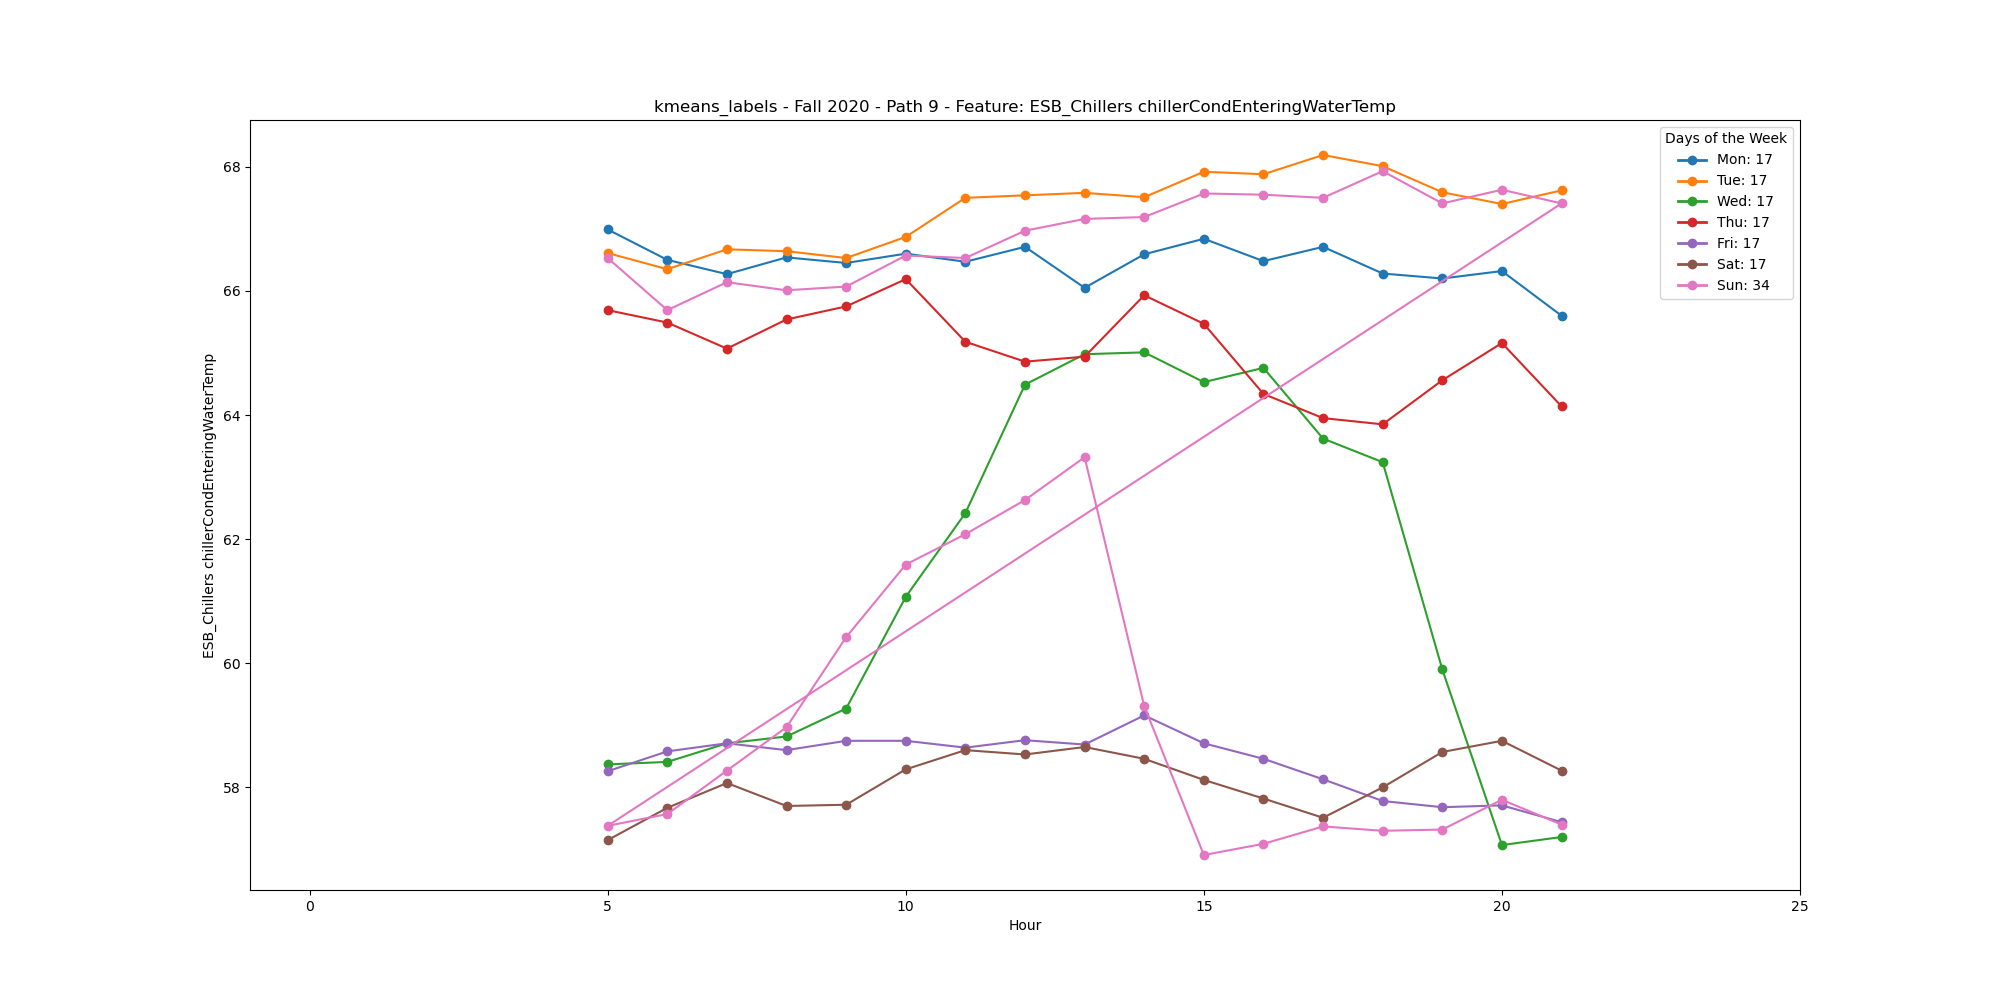 kmeans_labels - Fall 2020 - Path 9 - Feature: ESB_Chillers chillerCondEnteringWaterTemp
Days of the Week
Mon: 17
Tue: 17
Wed: 17
Thu: 17
Fri: 17
Sat: 17
Sun: 34
ESB_Chillers chillerCondEnteringWaterTemp
68
66
64
62
60
58
0 5 10 15 20 25
Hour